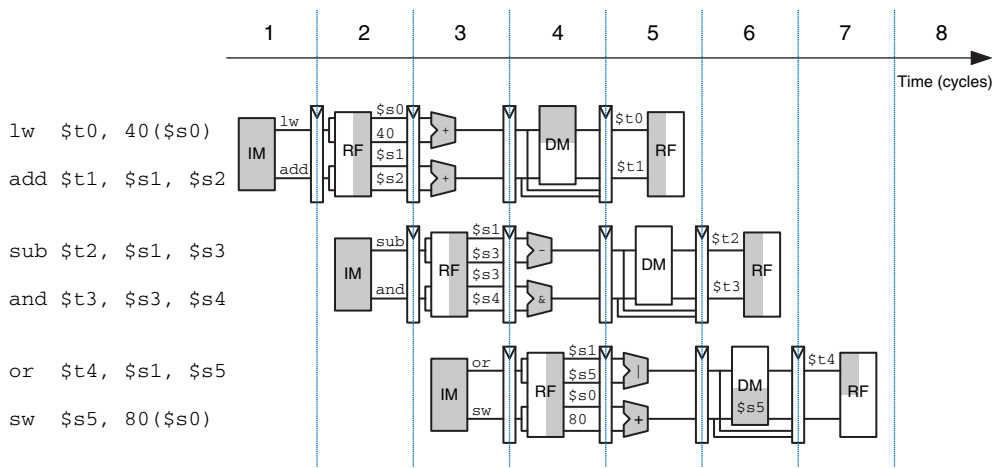 1 2 3 4 5 6 7 8
Time (cycles)
lw $t0, 40($s0)
add $t1, $s1, $s2
IM
lw
add
RF
$s0
40
$s1
$s2
+
+
DM
$t0
$t1
RF
sub $t2, $s1, $s3
and $t3, $s3, $s4
IM
sub
and
RF
$s1
$s3
$s3
$s4
-
&
DM
$t2
$t3
RF
or $t4, $s1, $s5
sw $s5, 80($s0)
IM
or
sw
RF
$s1
$s5
$s0
80
|
+
DM
$s5
$t4
RF